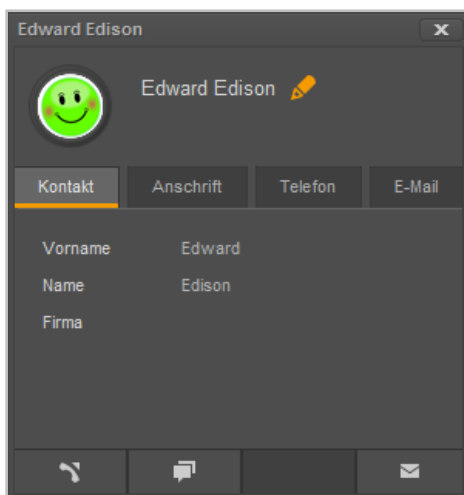 Edward Edison
Edward Edison
Kontakt Anschrift Telefon E-Mail
Vorname Edward
Name Edison
Firma